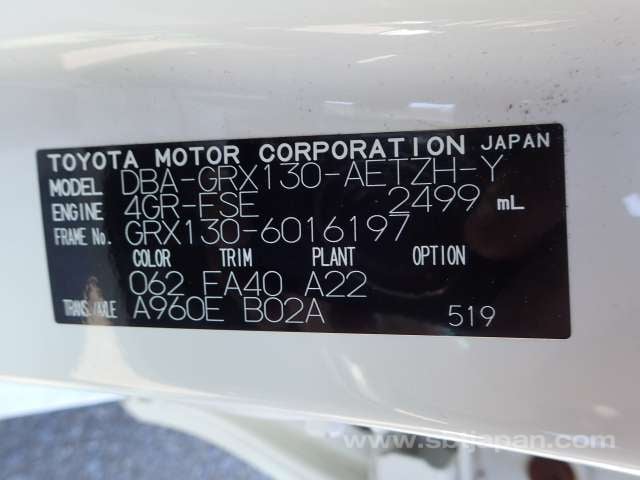 TOYOTA MOTOR CORPORATION JAPAN
MODEL DBA-GRX130-AETZH-Y
ENGINE 4GR-FSE 2499 mL
FRAME No. GRX130-6016197
COLOR TRIM PLANT OPTION
062 FA40 A22
TRANS./AXLE A960E B02A 519
www.sbtjapan.com